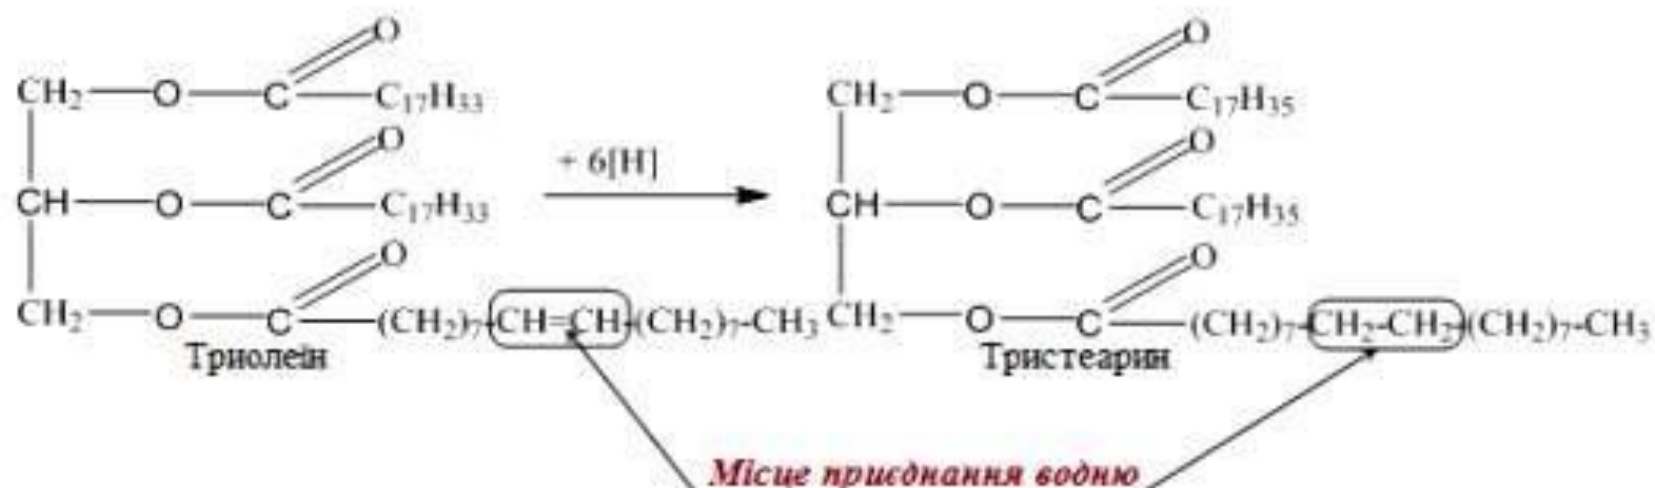 CH₂—O—C(=O)—C₁₇H₃₃
CH—O—C(=O)—C₁₇H₃₃
CH₂—O—C(=O)—(CH₂)₇-CH=CH-(CH₂)₇-CH₃
Триолеїн
+ 6[H]
CH₂—O—C(=O)—C₁₇H₃₅
CH—O—C(=O)—C₁₇H₃₅
CH₂—O—C(=O)—(CH₂)₇-CH₂-CH₂-(CH₂)₇-CH₃
Тристеарин
Місце приєднання водню